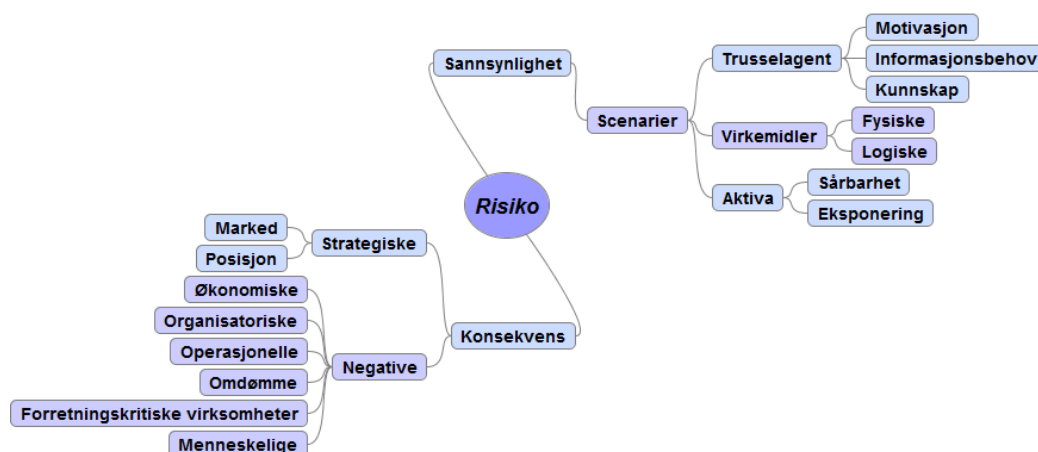 Motivasjon
Sannsynlighet
Trusselagent
Informasjonsbehov
Kunnskap
Scenarier
Fysiske
Virkemidler
Logiske
Sårbarhet
Aktiva
Eksponering
Risiko
Marked
Strategiske
Posisjon
Økonomiske
Organisatoriske
Konsekvens
Operasjonelle
Negative
Omdømme
Forretningskritiske virksomheter
Menneskelige